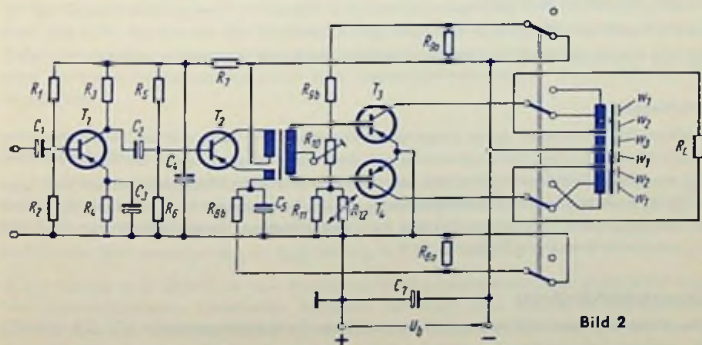 R1 R3 R5 R7 R9b R9a
C1 T1 C2 T2 T3
R10
C4
T4
C3 C5
R2 R4 R6 R8b R11 R12
R8a
C7
+ Ub −
RL
w1
w2
w3
w3
w2
w1
Bild 2